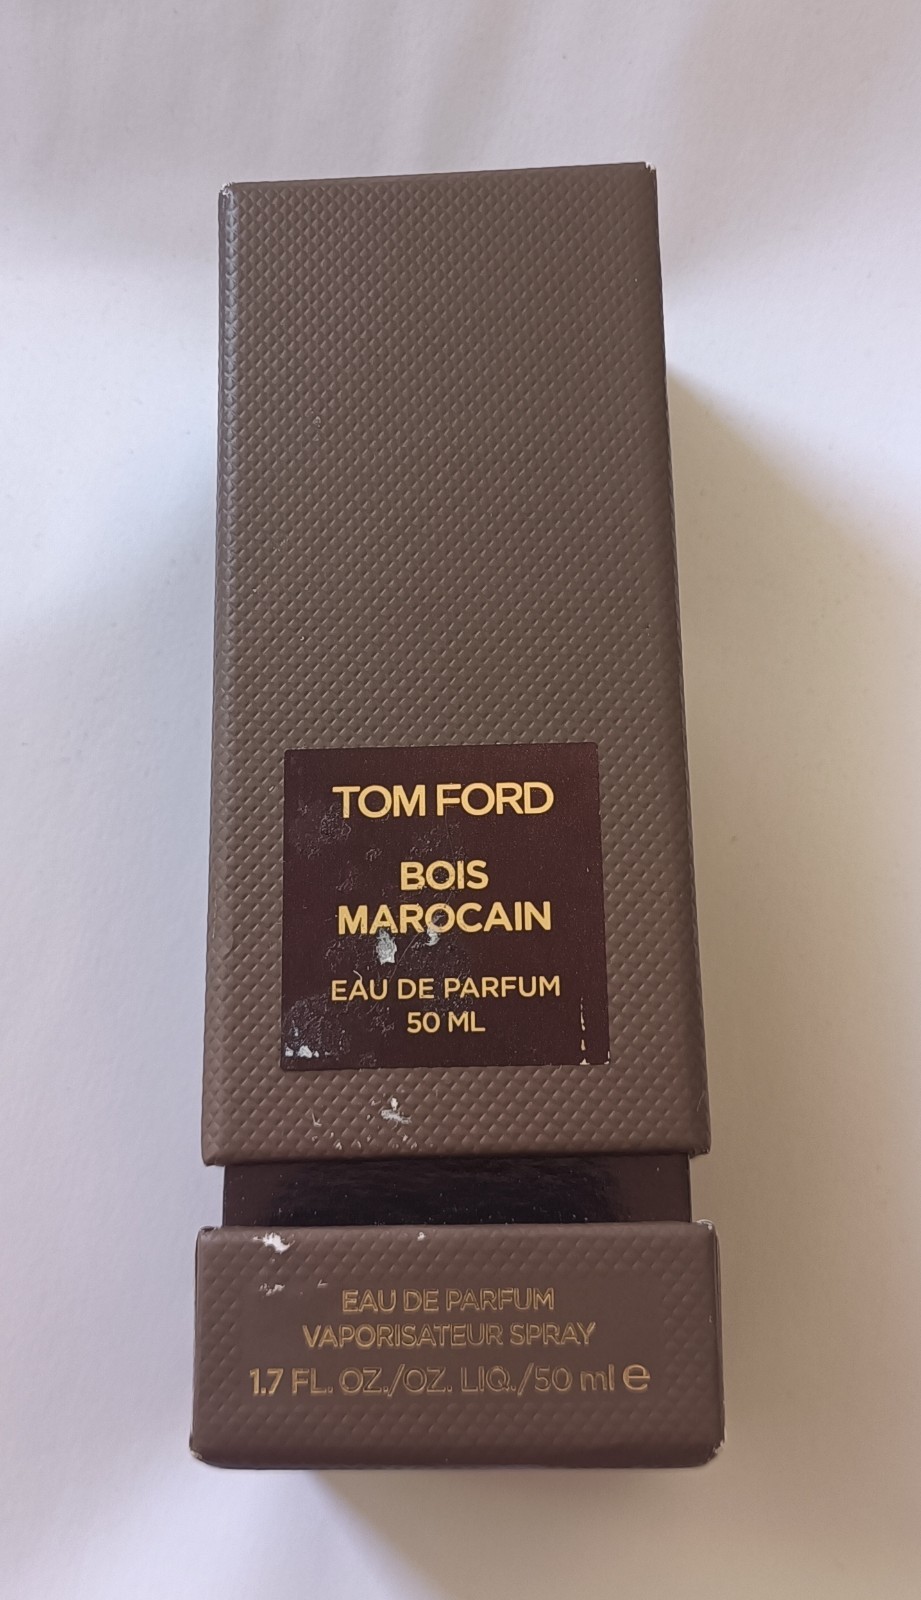 TOM FORD
BOIS
MAROCAIN
EAU DE PARFUM
50 ML
EAU DE PARFUM
VAPORISATEUR SPRAY
1.7 FL. OZ./OZ. LIQ./50 ml e